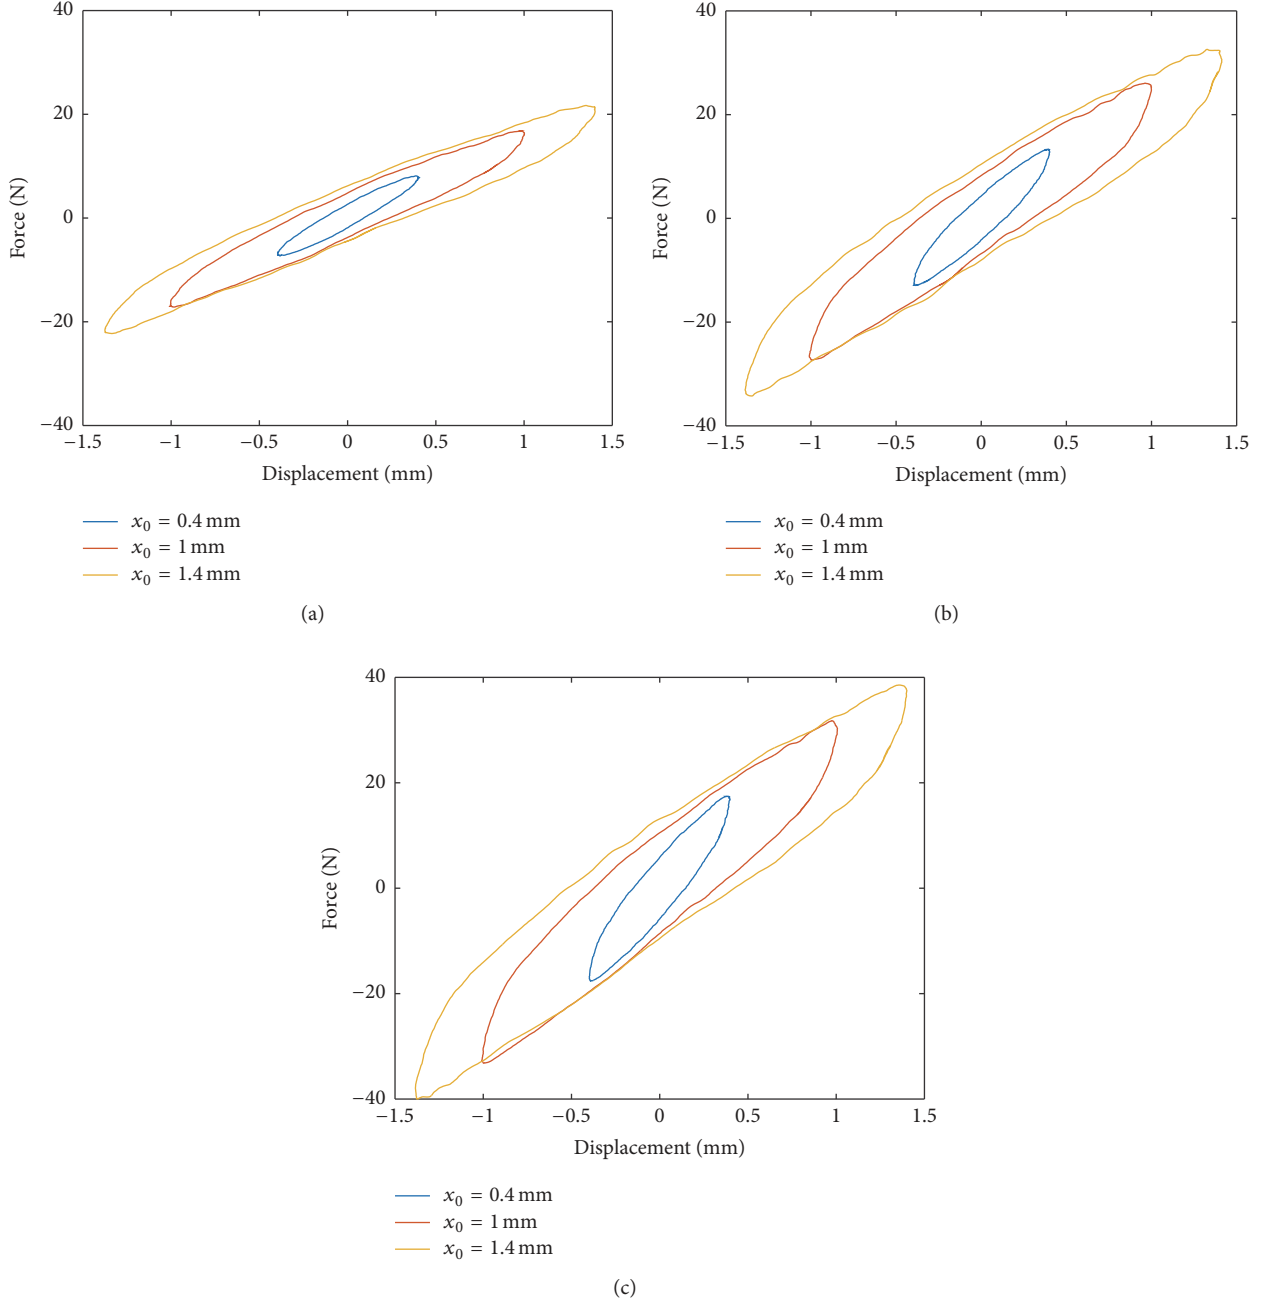 40
20
0
−20
−40
Force (N)
−1.5 −1 −0.5 0 0.5 1 1.5
Displacement (mm)
x0 = 0.4 mm
x0 = 1 mm
x0 = 1.4 mm
(a)
40
20
0
−20
−40
Force (N)
−1.5 −1 −0.5 0 0.5 1 1.5
Displacement (mm)
x0 = 0.4 mm
x0 = 1 mm
x0 = 1.4 mm
(b)
40
20
0
−20
−40
Force (N)
−1.5 −1 −0.5 0 0.5 1 1.5
Displacement (mm)
x0 = 0.4 mm
x0 = 1 mm
x0 = 1.4 mm
(c)